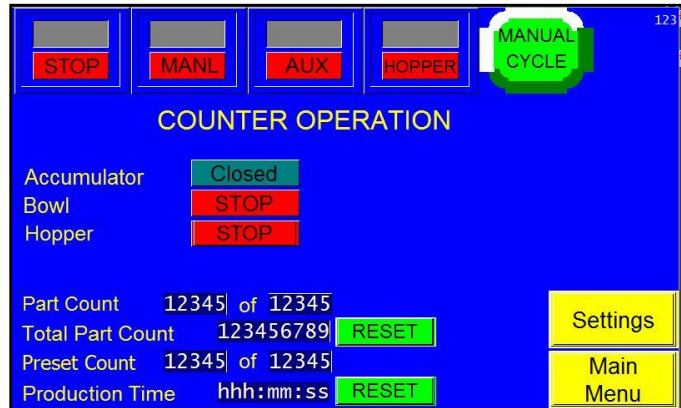 123
STOP MANL AUX HOPPER MANUAL CYCLE
COUNTER OPERATION
Accumulator Closed
Bowl STOP
Hopper STOP
Part Count 12345 of 12345
Total Part Count 123456789 RESET
Preset Count 12345 of 12345
Production Time hhh:mm:ss RESET
Settings
Main
Menu